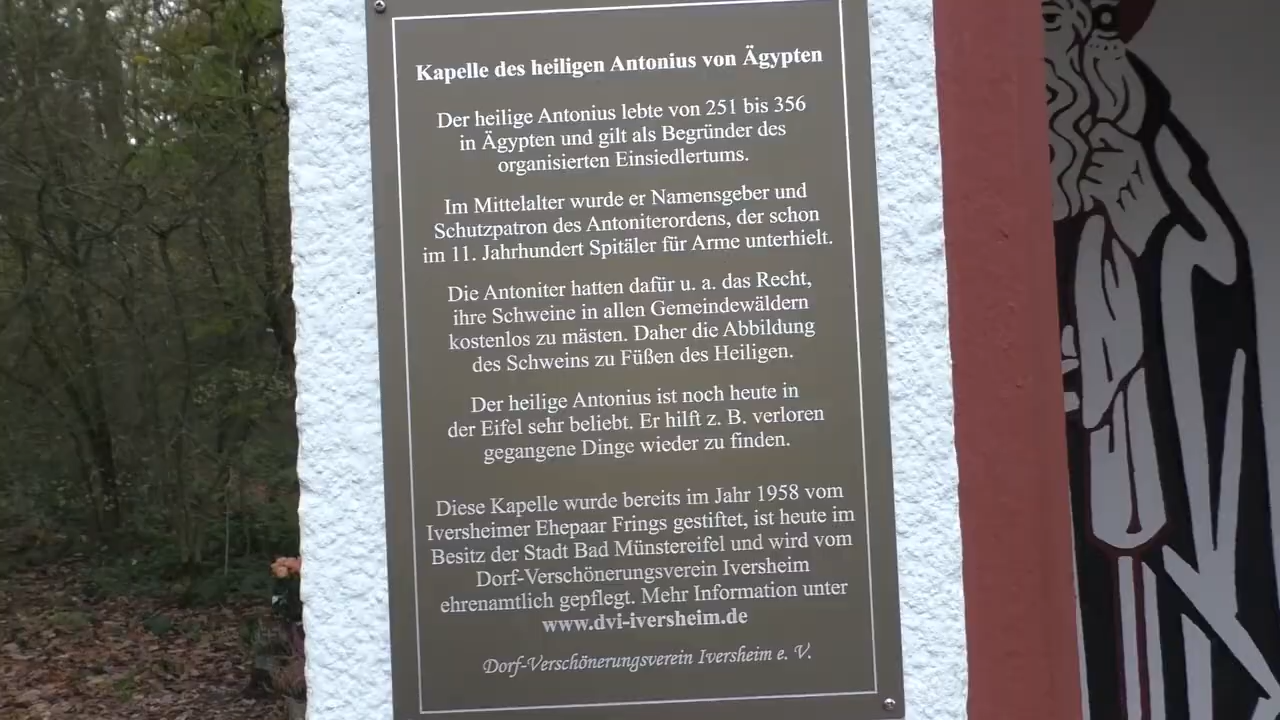 Kapelle des heiligen Antonius von Ägypten
Der heilige Antonius lebte von 251 bis 356
in Ägypten und gilt als Begründer des
organisierten Einsiedlertums.
Im Mittelalter wurde er Namensgeber und
Schutzpatron des Antoniterordens, der schon
im 11. Jahrhundert Spitäler für Arme unterhielt.
Die Antoniter hatten dafür u. a. das Recht,
ihre Schweine in allen Gemeindewäldern
kostenlos zu mästen. Daher die Abbildung
des Schweins zu Füßen des Heiligen.
Der heilige Antonius ist noch heute in
der Eifel sehr beliebt. Er hilft z. B. verloren
gegangene Dinge wieder zu finden.
Diese Kapelle wurde bereits im Jahr 1958 vom
Iversheimer Ehepaar Frings gestiftet, ist heute im
Besitz der Stadt Bad Münstereifel und wird vom
Dorf-Verschönerungsverein Iversheim
ehrenamtlich gepflegt. Mehr Information unter
www.dvi-iversheim.de
Dorf-Verschönerungsverein Iversheim e. V.